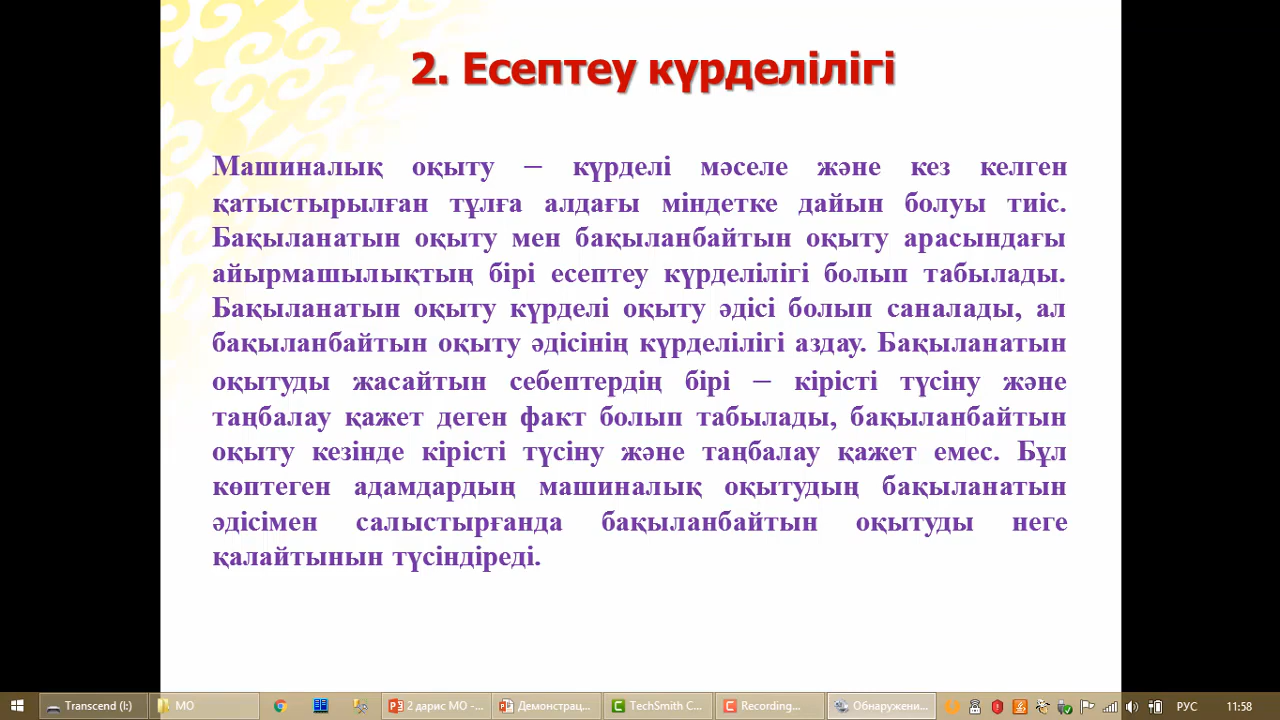 2. Есептеу күрделілігі
Машиналық оқыту – күрделі мәселе және кез келген
қатыстырылған тұлға алдағы міндетке дайын болуы тиіс.
Бақыланатын оқыту мен бақыланбайтын оқыту арасындағы
айырмашылықтың бірі есептеу күрделілігі болып табылады.
Бақыланатын оқыту күрделі оқыту әдісі болып саналады, ал
бақыланбайтын оқыту әдісінің күрделілігі аздау. Бақыланатын
оқытуды жасайтын себептердің бірі – кірісті түсіну және
таңбалау қажет деген факт болып табылады, бақыланбайтын
оқыту кезінде кірісті түсіну және таңбалау қажет емес. Бұл
көптеген адамдардың машиналық оқытудың бақыланатын
әдісімен салыстырғанда бақыланбайтын оқытуды неге
қалайтынын түсіндіреді.
Transcend (I:) МО 2 дарис МО -... Демонстрац... TechSmith C... Recording... Обнаружени... РУС 11:58